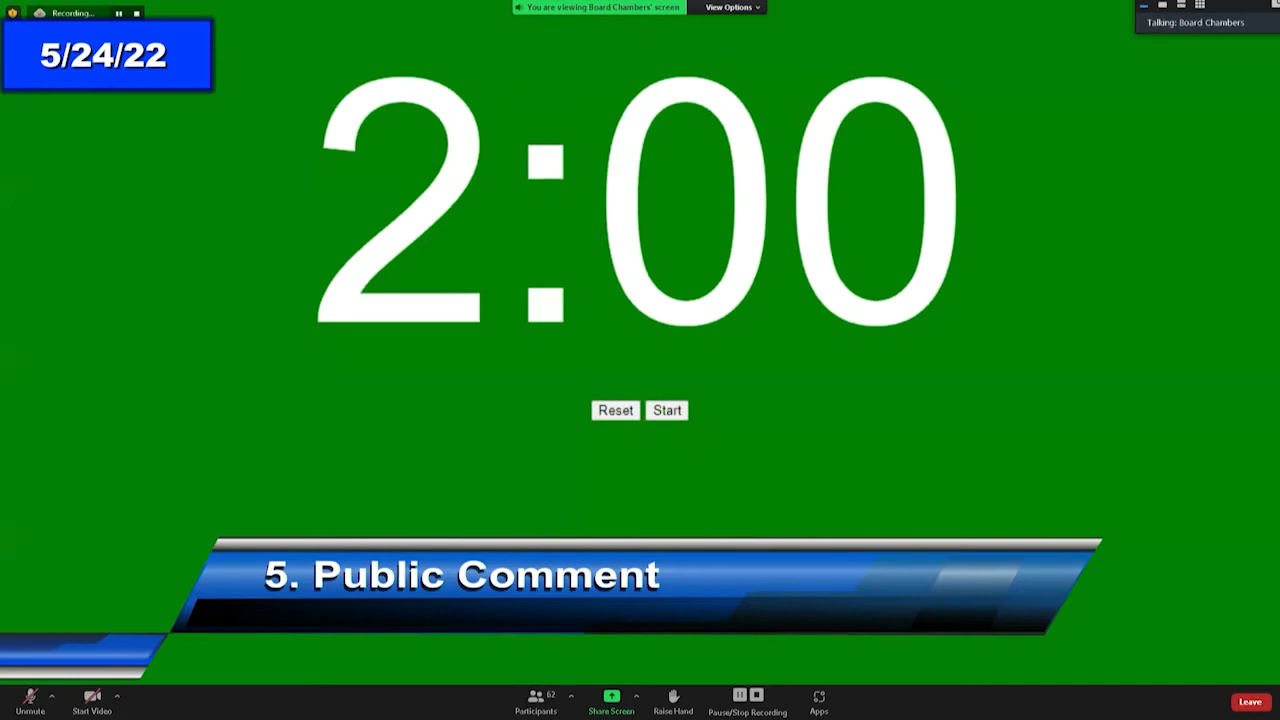 Recording...
You are viewing Board Chambers' screen
View Options
Talking: Board Chambers
5/24/22
2:00
Reset Start
5. Public Comment
Unmute
Start Video
62
Participants
Share Screen
Raise Hand
Pause/Stop Recording
Apps
Leave